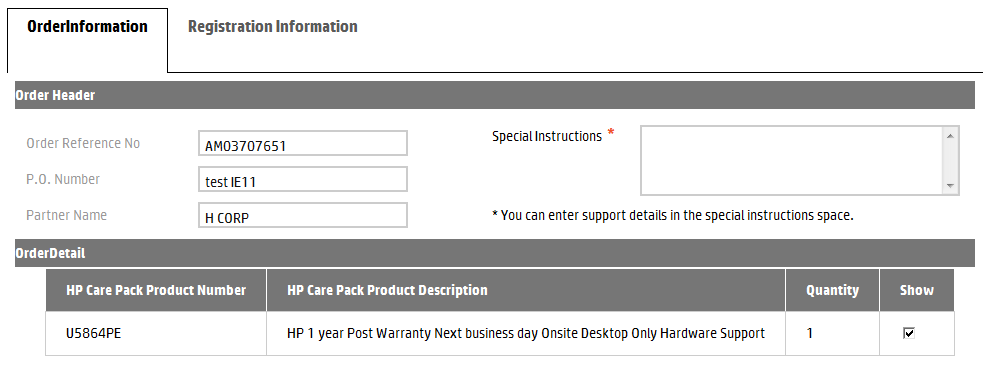 OrderInformation Registration Information
Order Header
Order Reference No AM03707651 Special Instructions *
P.O. Number test IE11
Partner Name H CORP * You can enter support details in the special instructions space.
OrderDetail
HP Care Pack Product Number HP Care Pack Product Description Quantity Show
U5864PE HP 1 year Post Warranty Next business day Onsite Desktop Only Hardware Support 1